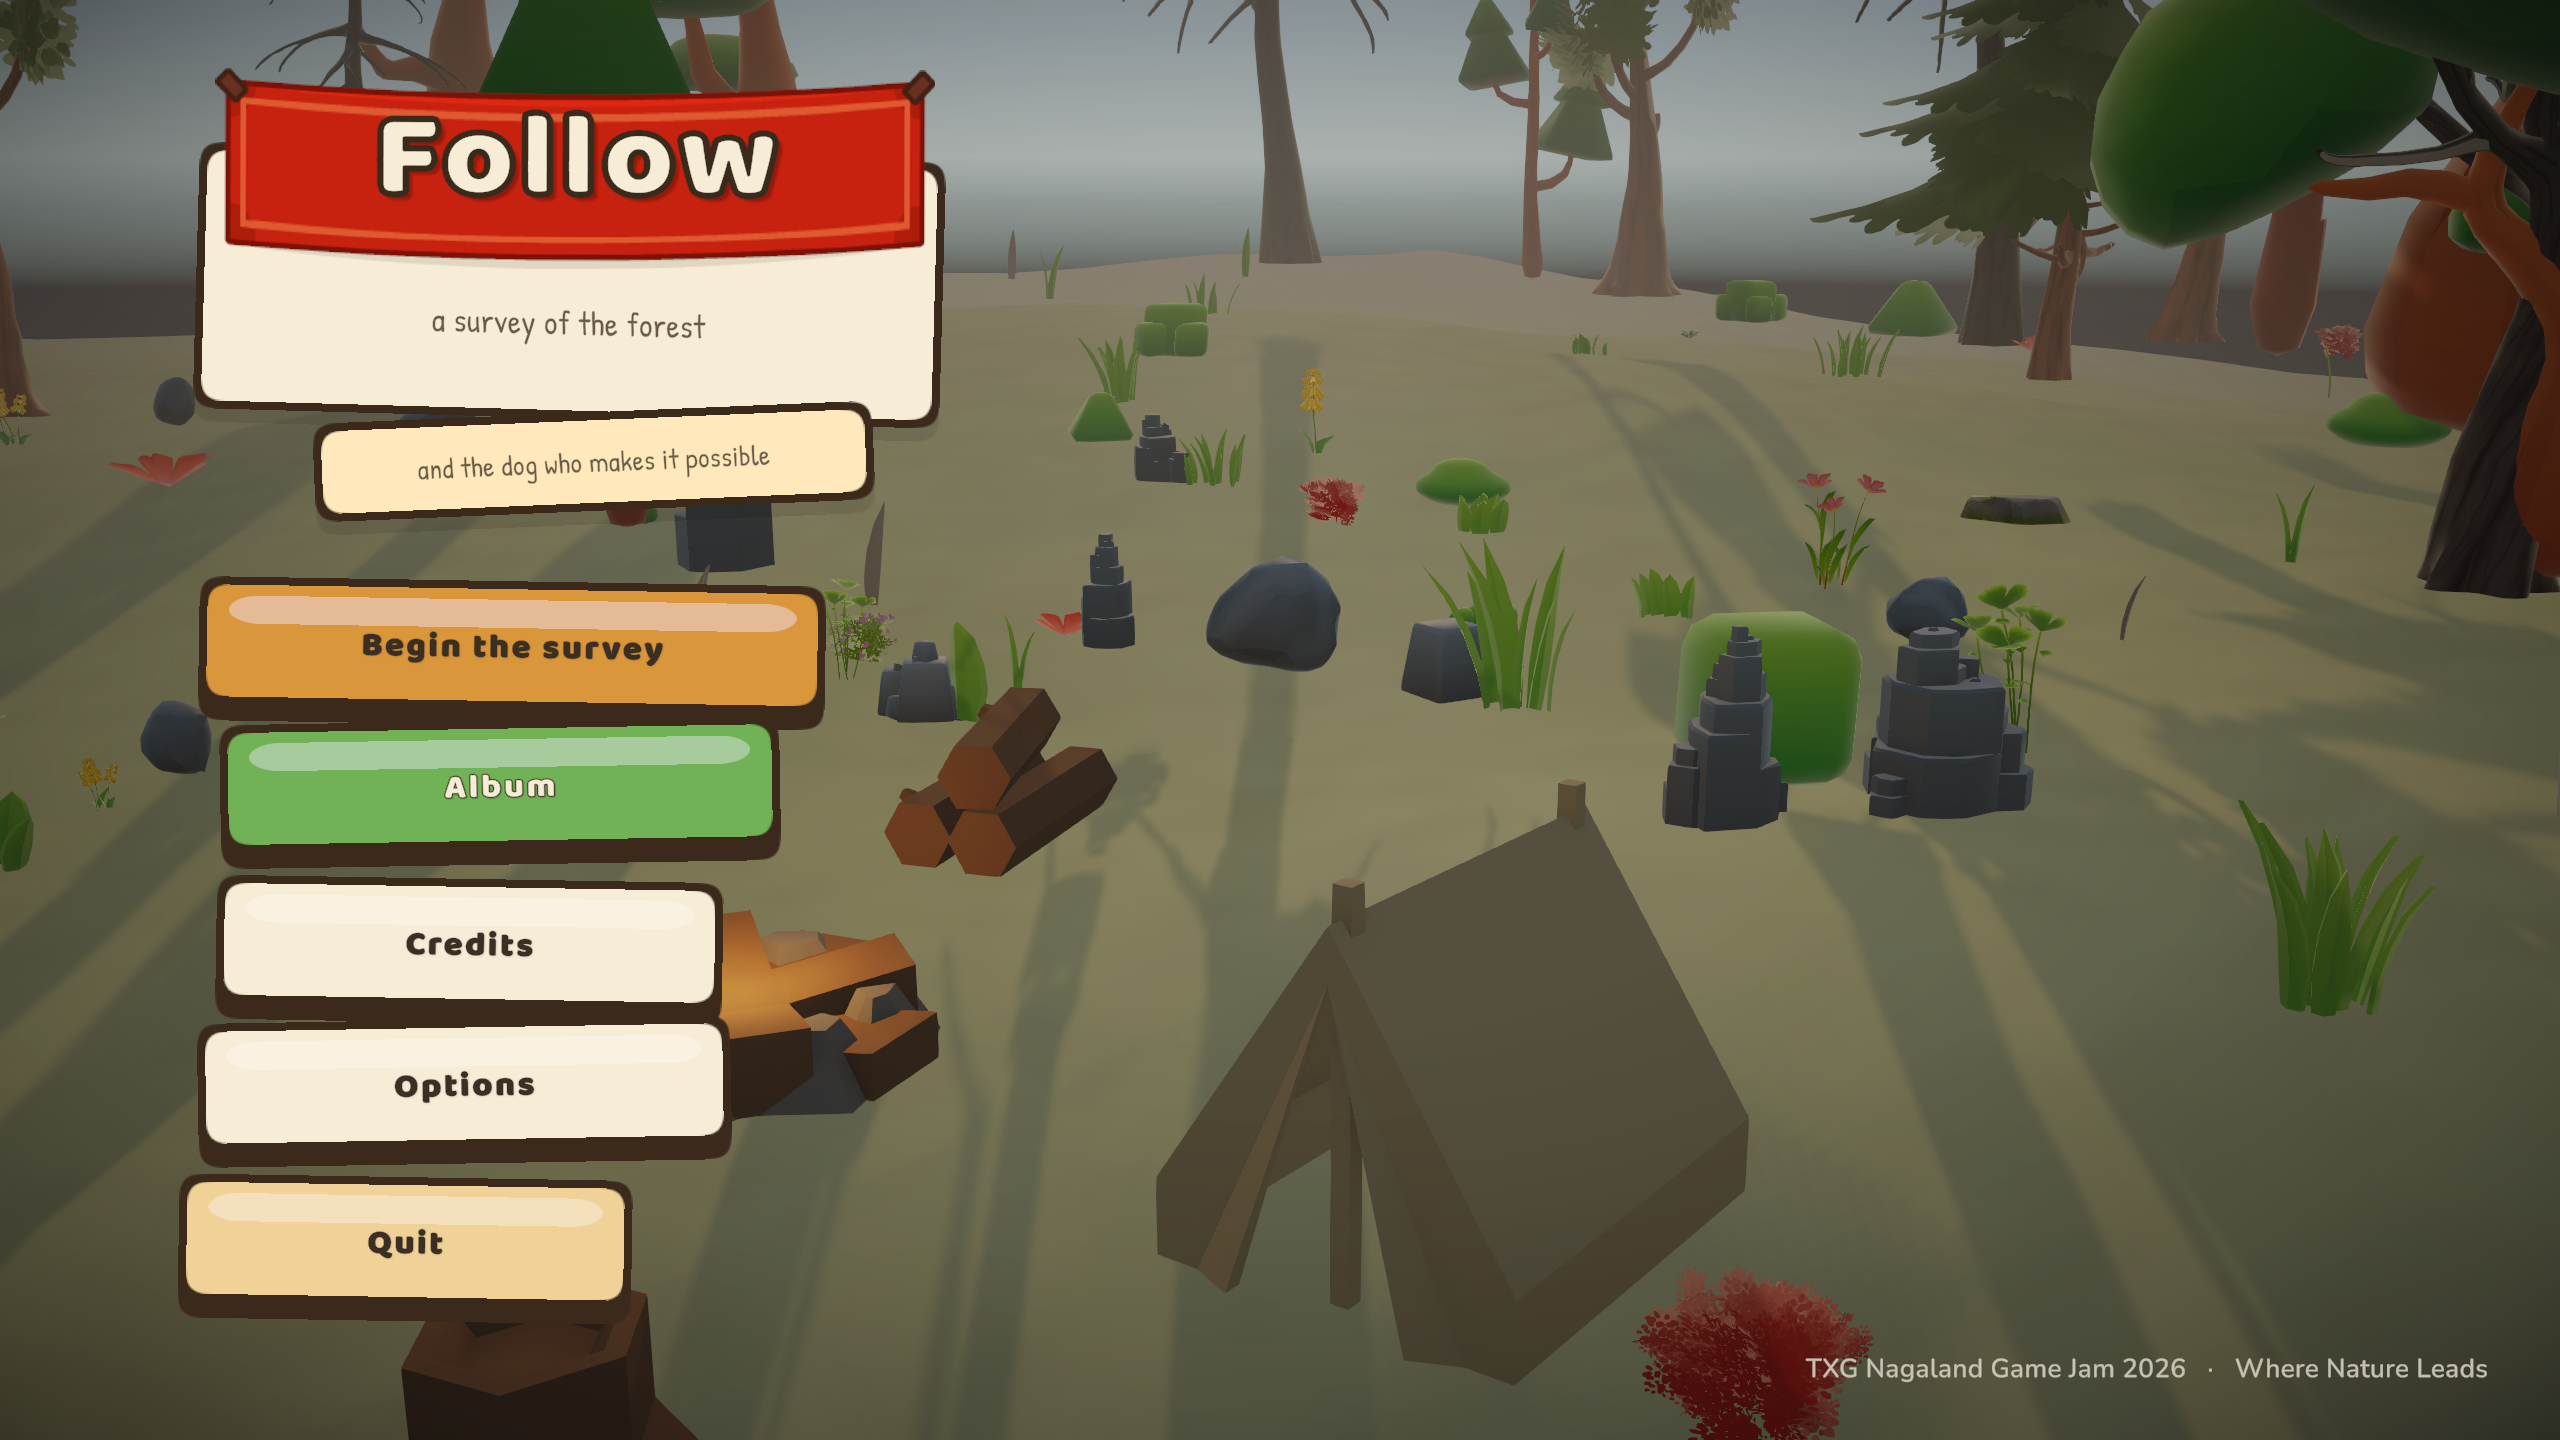 Follow
a survey of the forest
and the dog who makes it possible
Begin the survey
Album
Credits
Options
Quit
TXG Nagaland Game Jam 2026 · Where Nature Leads